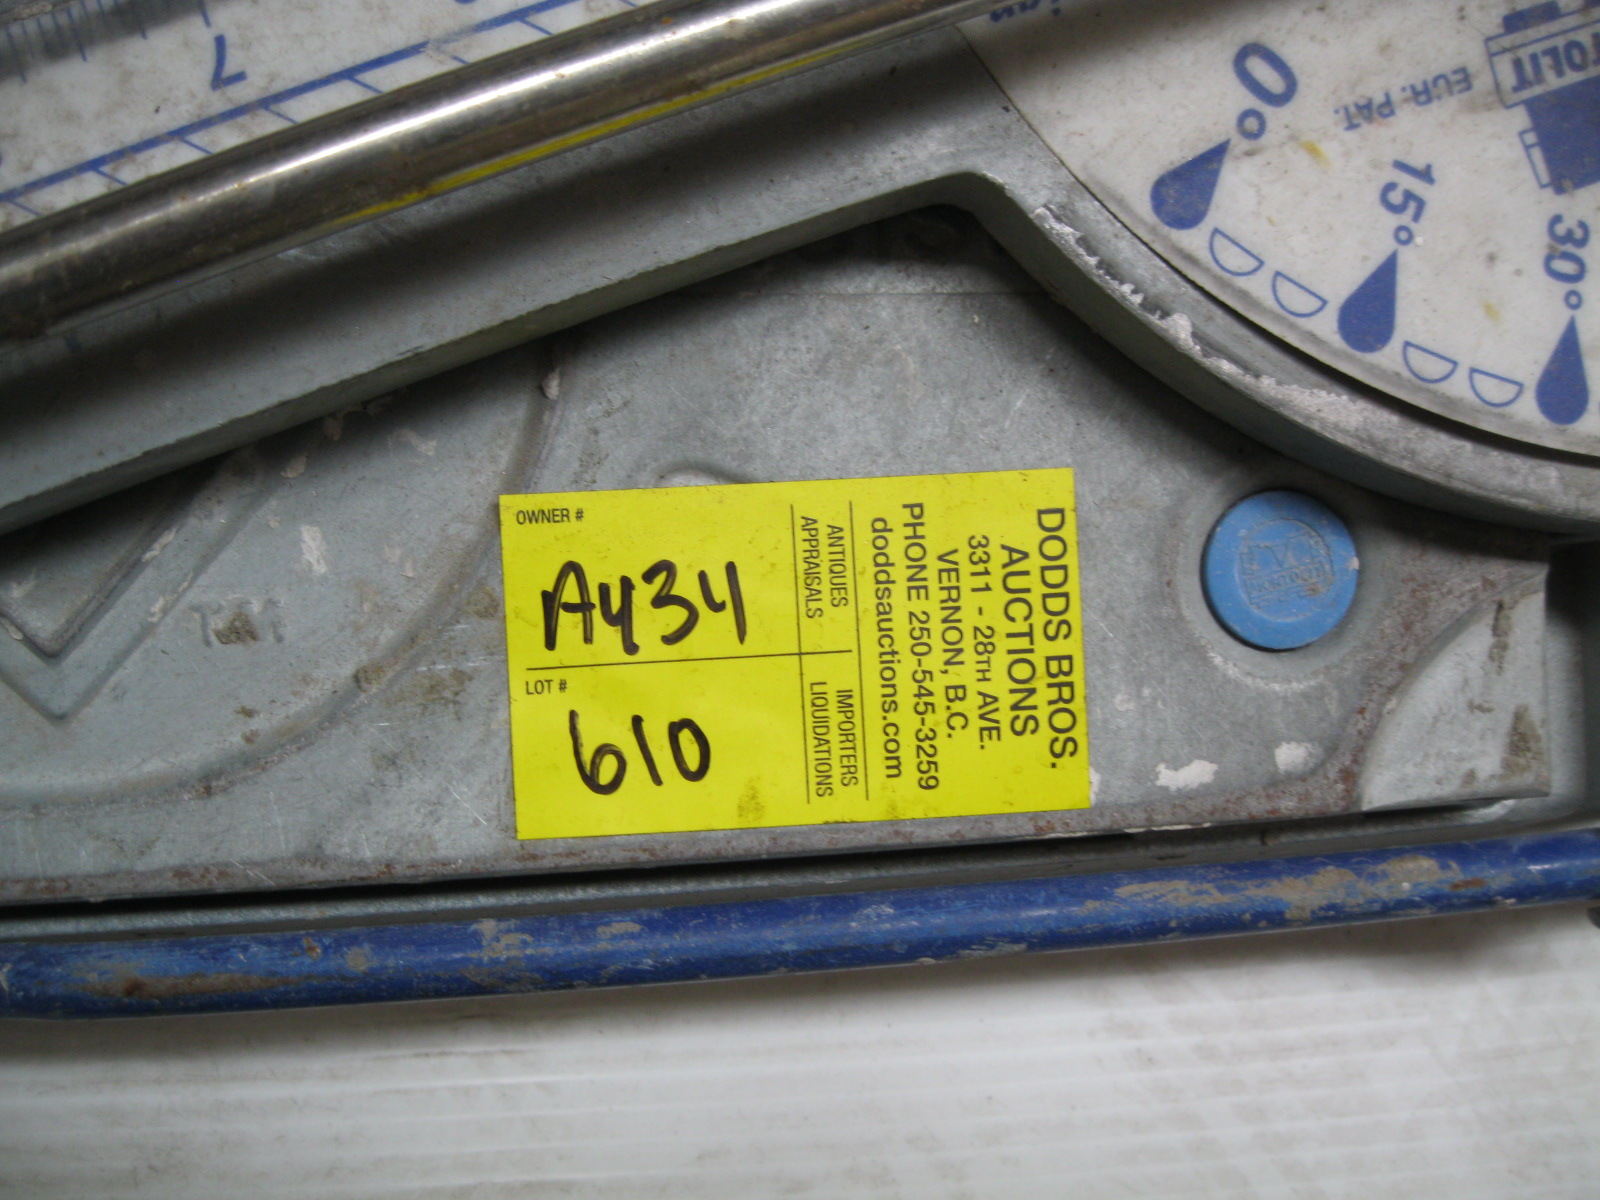 7
0°
15°
30°
EUR. PAT.
TOLIT
DODDS BROS.
AUCTIONS
3311 - 28TH AVE.
VERNON, B.C.
PHONE 250-545-3259
doddsauctions.com
ANTIQUES
APPRAISALS
IMPORTERS
LIQUIDATIONS
OWNER #
A434
LOT #
610